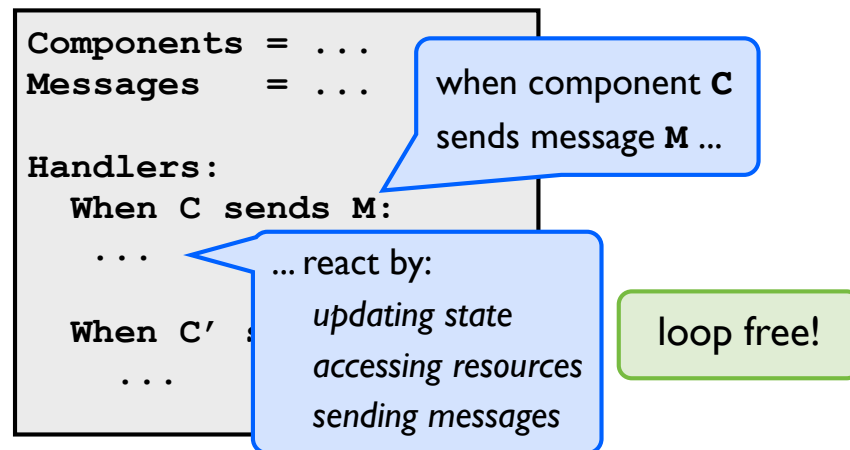 Components = ...
Messages = ...
when component C
sends message M ...
Handlers:
When C sends M:
...
... react by:
updating state
accessing resources
sending messages
When C’
...
loop free!